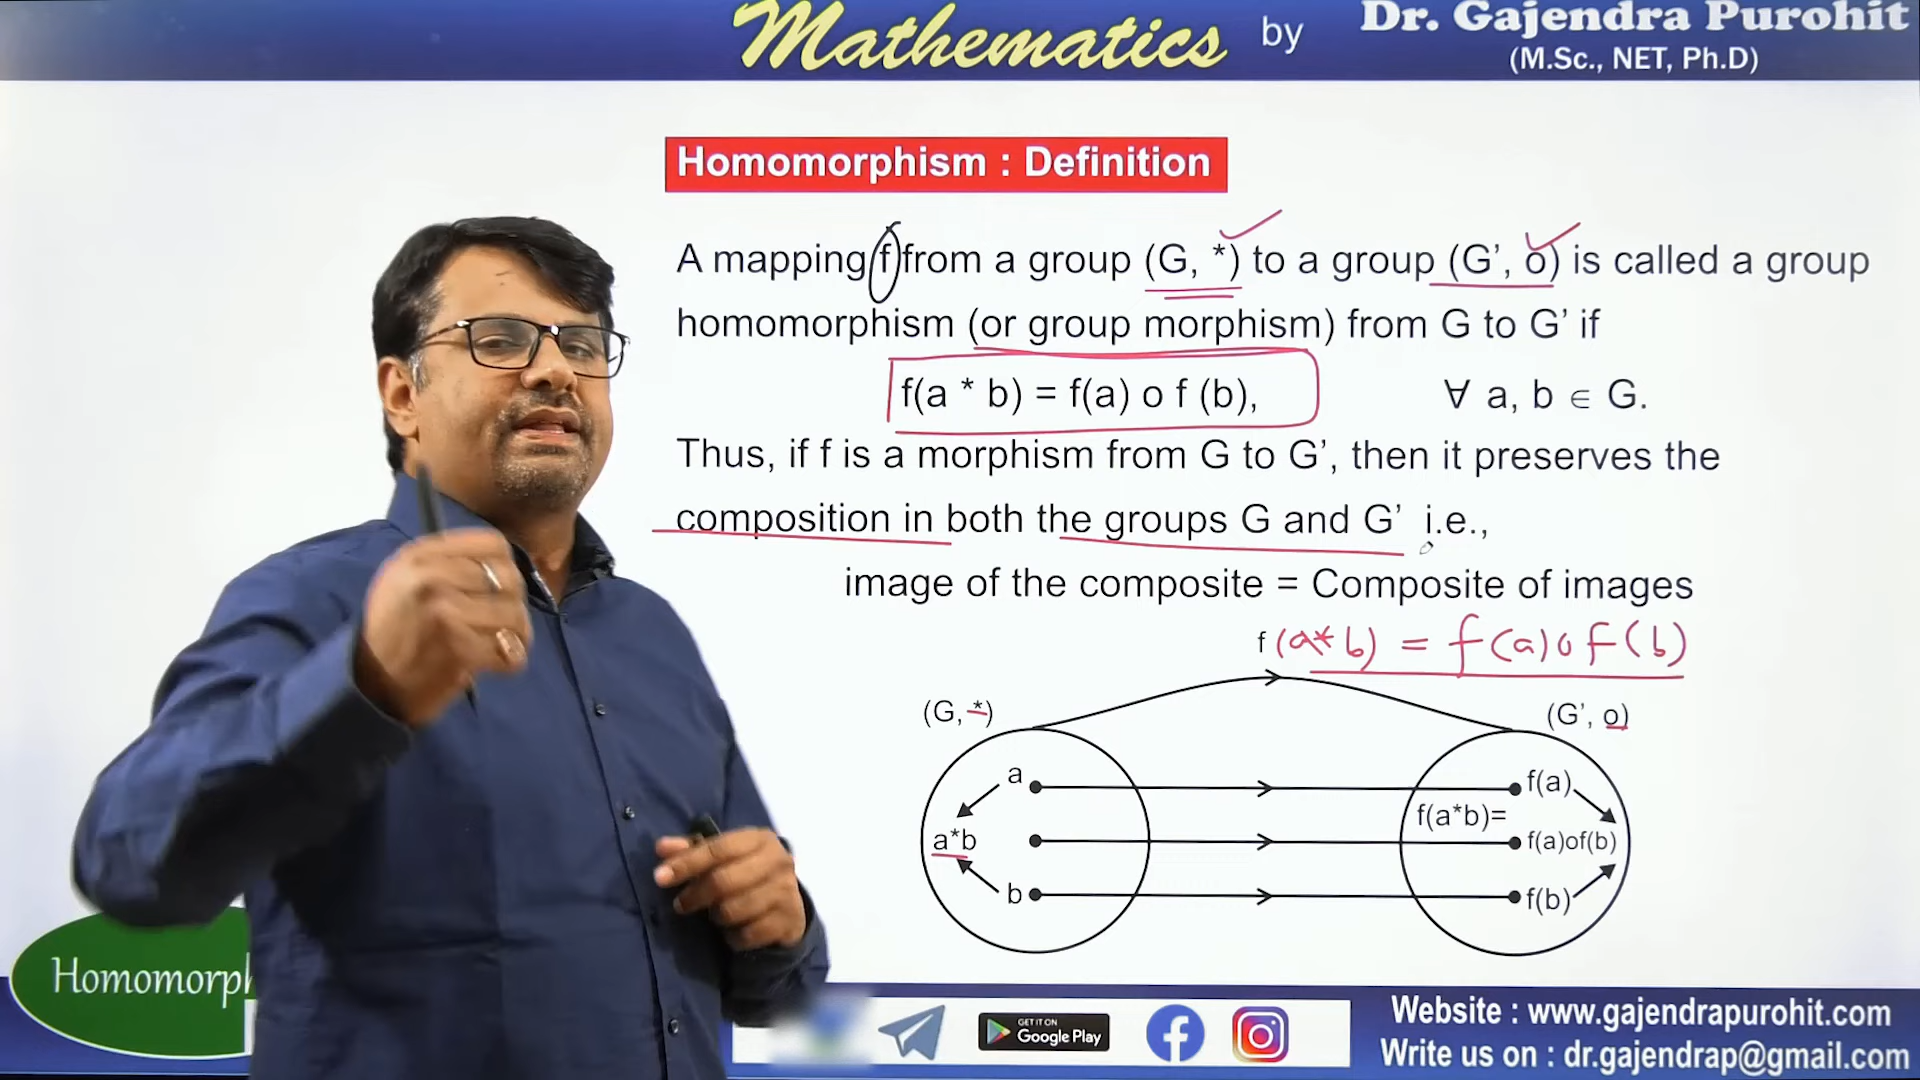 Mathematics by Dr. Gajendra Purohit
(M.Sc., NET, Ph.D)
Homomorphism : Definition
A mapping f from a group (G, *) to a group (G’, o) is called a group
homomorphism (or group morphism) from G to G’ if
f(a * b) = f(a) o f (b), ∀ a, b ∈ G.
Thus, if f is a morphism from G to G’, then it preserves the
composition in both the groups G and G’ i.e.,
image of the composite = Composite of images
f (a*b) = f(a)of(b)
(G, *) (G’, o)
a f(a)
f(a*b)=
a*b f(a)of(b)
b f(b)
Homomorph
GET IT ON
Google Play
Website : www.gajendrapurohit.com
Write us on : dr.gajendrap@gmail.com